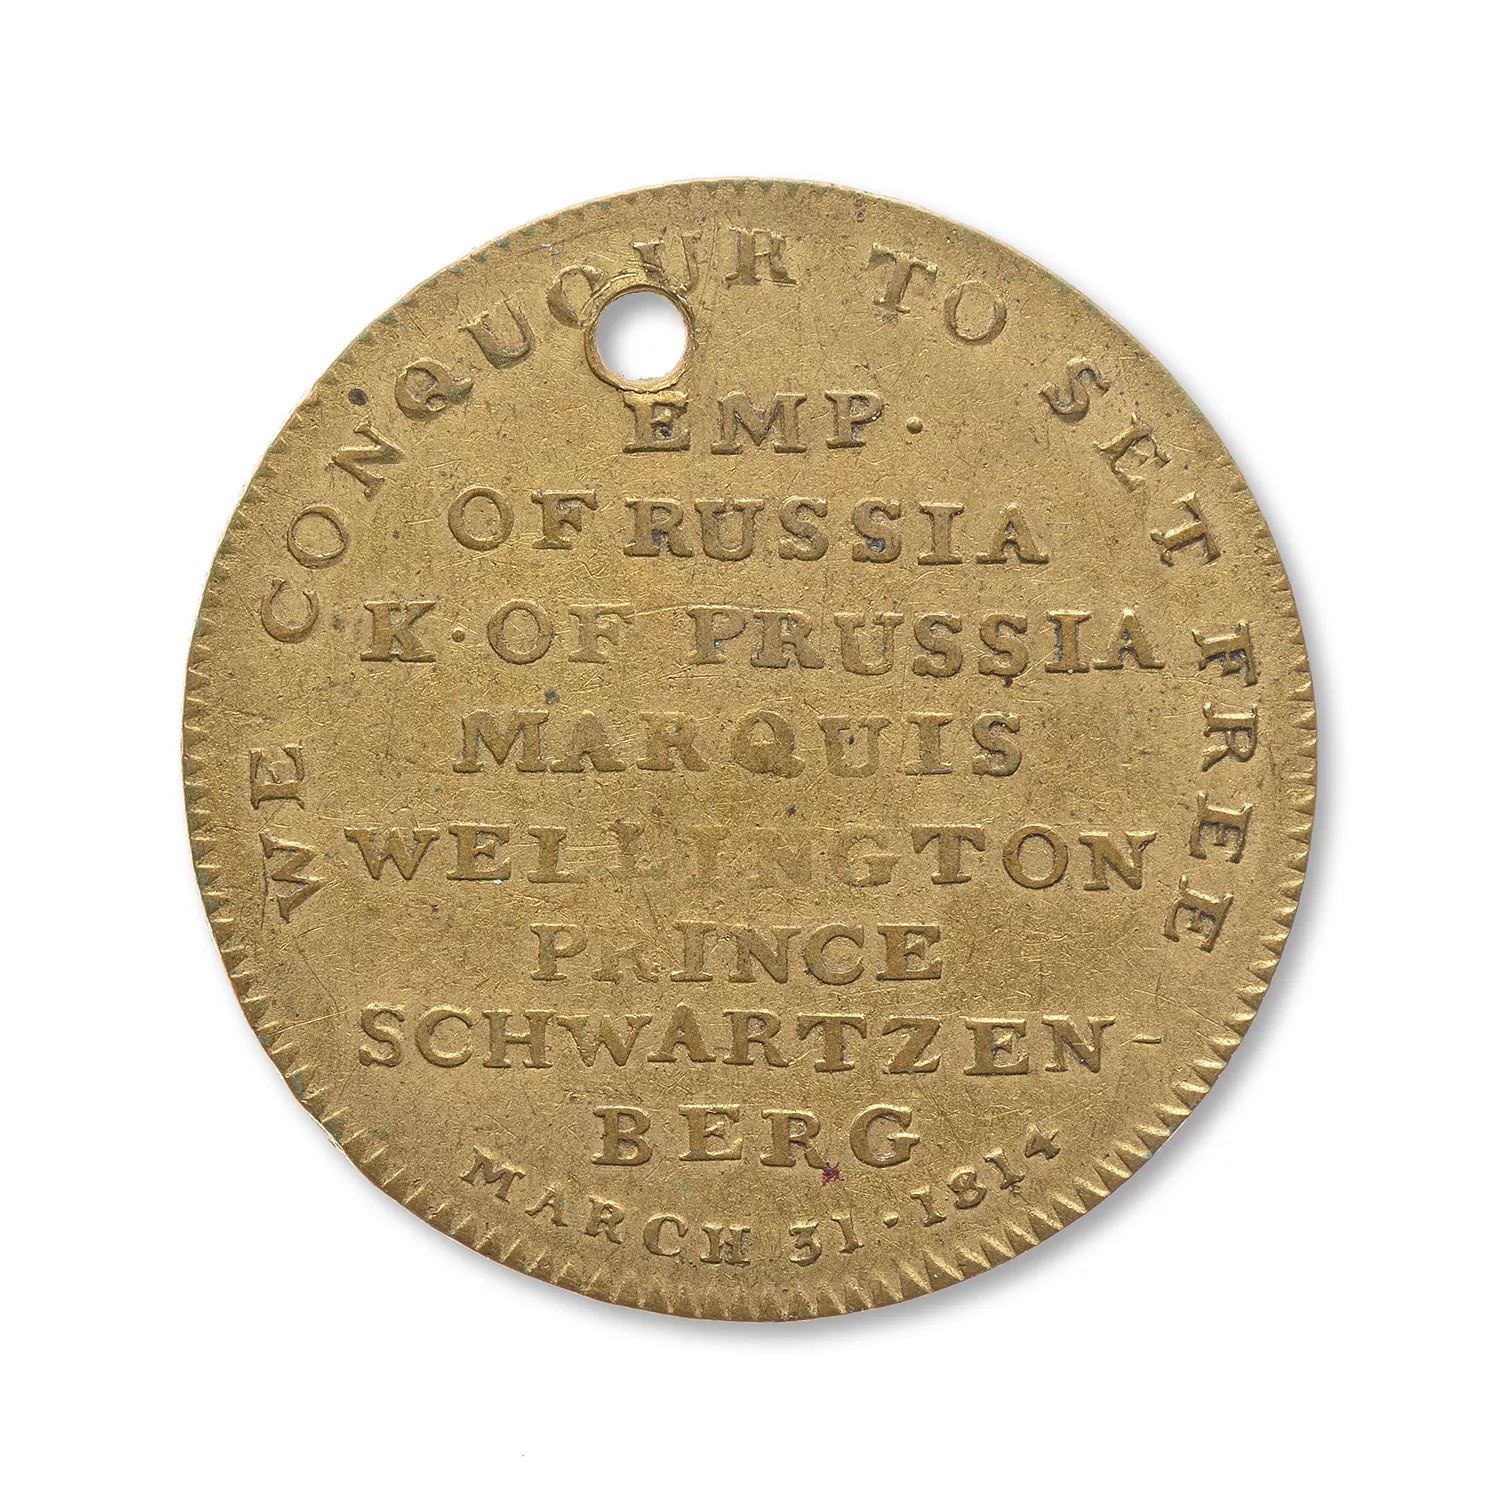 WE CONQUOUR TO SET FREE
EMP.
OF RUSSIA
K. OF PRUSSIA
MARQUIS
WELLINGTON
PRINCE
SCHWARTZEN-
BERG
MARCH 31. 1814